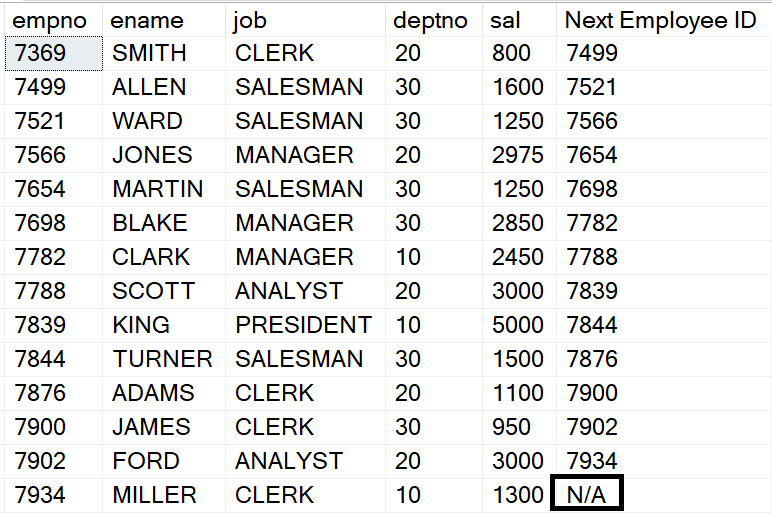 empno ename job deptno sal Next Employee ID
7369 SMITH CLERK 20 800 7499
7499 ALLEN SALESMAN 30 1600 7521
7521 WARD SALESMAN 30 1250 7566
7566 JONES MANAGER 20 2975 7654
7654 MARTIN SALESMAN 30 1250 7698
7698 BLAKE MANAGER 30 2850 7782
7782 CLARK MANAGER 10 2450 7788
7788 SCOTT ANALYST 20 3000 7839
7839 KING PRESIDENT 10 5000 7844
7844 TURNER SALESMAN 30 1500 7876
7876 ADAMS CLERK 20 1100 7900
7900 JAMES CLERK 30 950 7902
7902 FORD ANALYST 20 3000 7934
7934 MILLER CLERK 10 1300 N/A